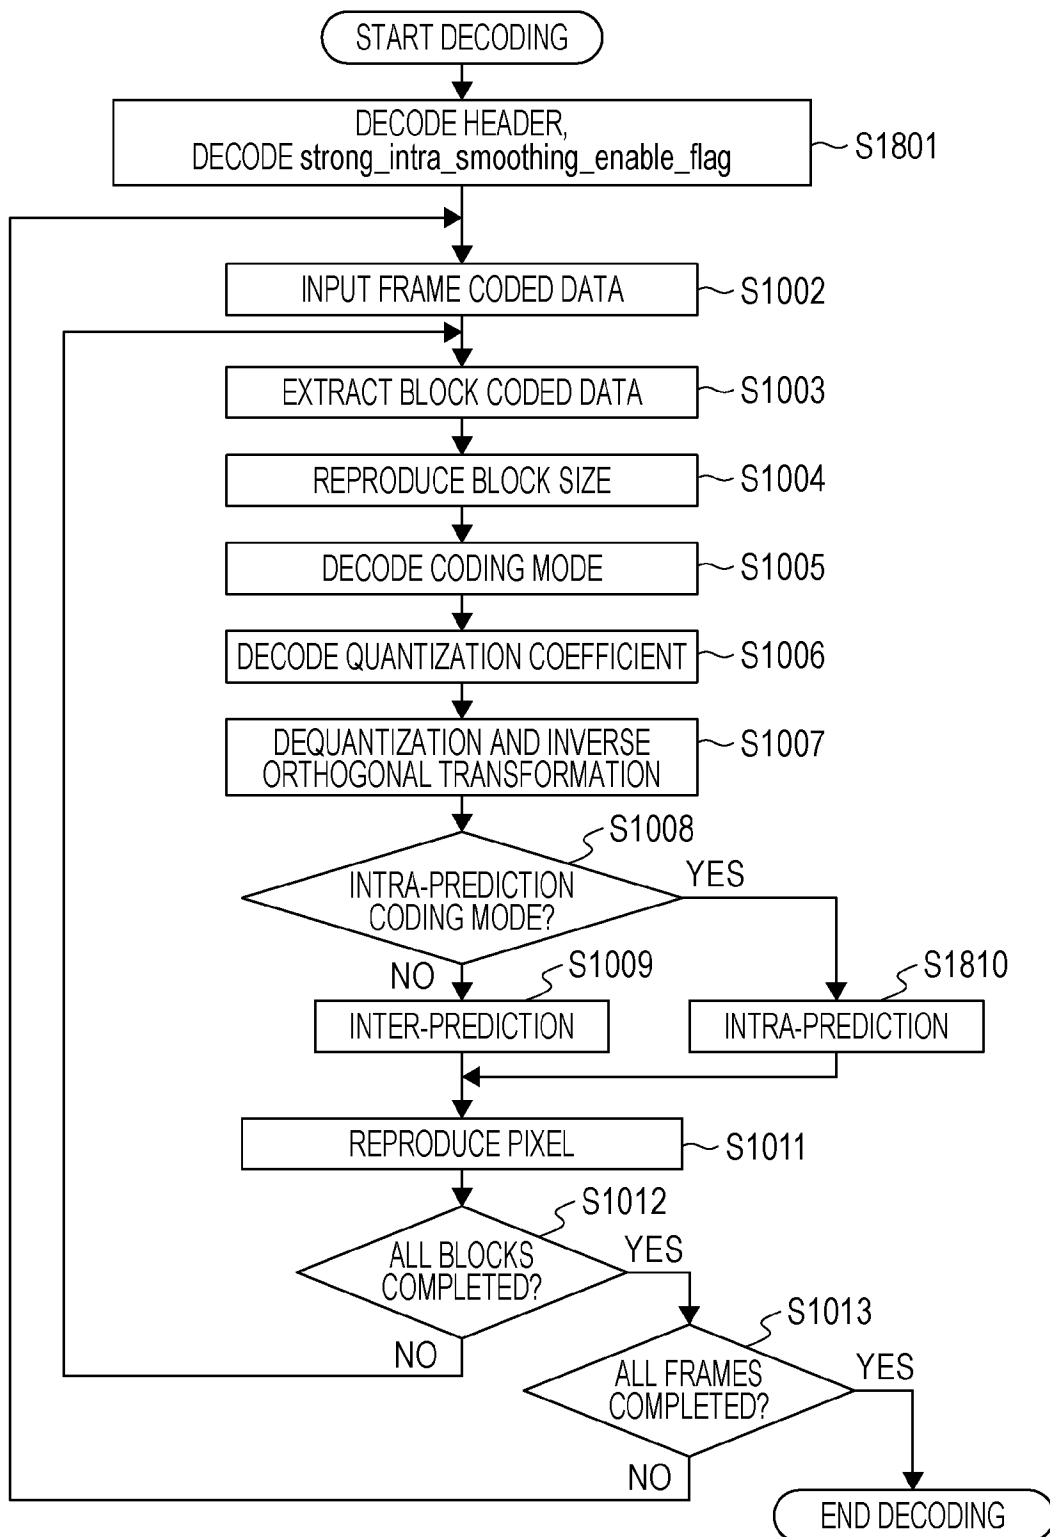 START DECODING
DECODE HEADER,
DECODE strong_intra_smoothing_enable_flag
S1801
INPUT FRAME CODED DATA
S1002
EXTRACT BLOCK CODED DATA
S1003
REPRODUCE BLOCK SIZE
S1004
DECODE CODING MODE
S1005
DECODE QUANTIZATION COEFFICIENT
S1006
DEQUANTIZATION AND INVERSE
ORTHOGONAL TRANSFORMATION
S1007
S1008
INTRA-PREDICTION
CODING MODE?
YES
NO
S1009
S1810
INTER-PREDICTION
INTRA-PREDICTION
REPRODUCE PIXEL
S1011
S1012
ALL BLOCKS
COMPLETED?
YES
NO
S1013
ALL FRAMES
COMPLETED?
YES
NO
END DECODING